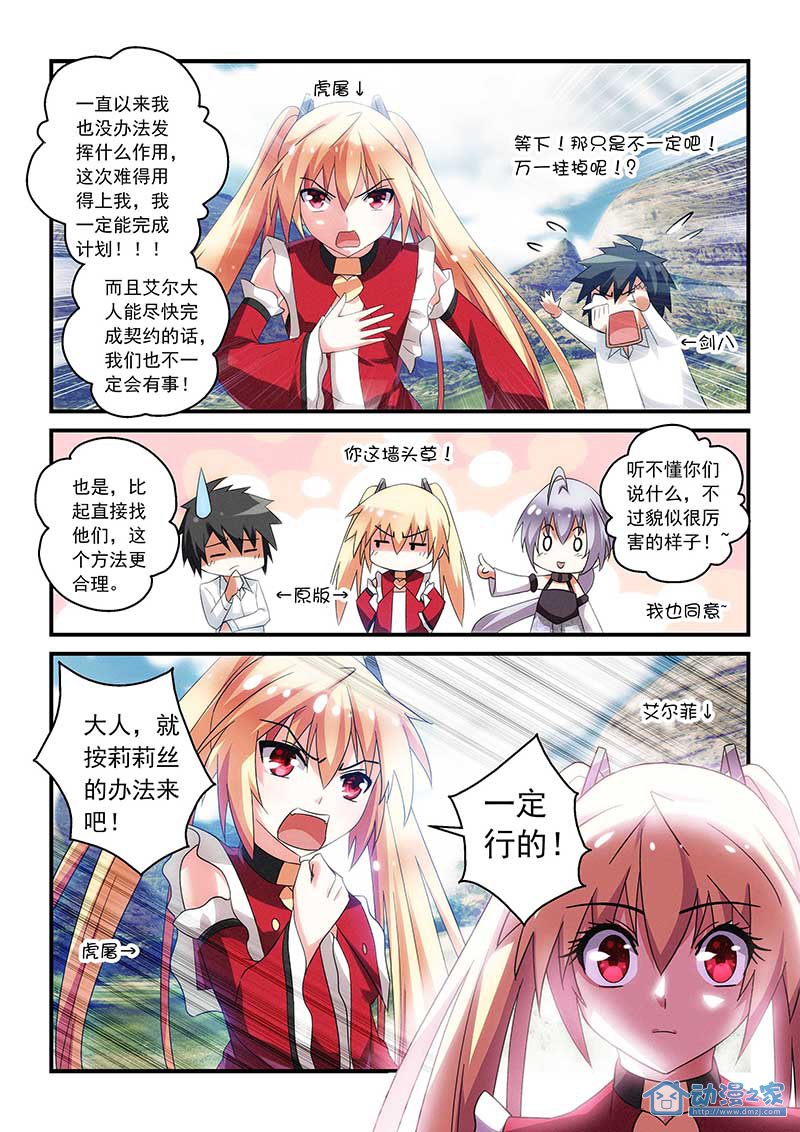 一直以来我
也没办法发
挥什么作用，
这次难得用
得上我，我
一定能完成
计划！！！
而且艾尔大
人能尽快完
成契约的话，
我们也不一
定会有事！
虎屠↓
等下！那只是不一定吧！
万一挂掉呢！？
←剑八
也是，比
起直接找
他们，这
个方法更
合理。
你这墙头草！
←原版→
听不懂你们
说什么，不
过貌似很厉
害的样子！~
我也同意~
大人，就
按莉莉丝
的办法来
吧！
虎屠→
一定
行的！
艾尔菲↓
动漫之家
http://www.dmzj.com